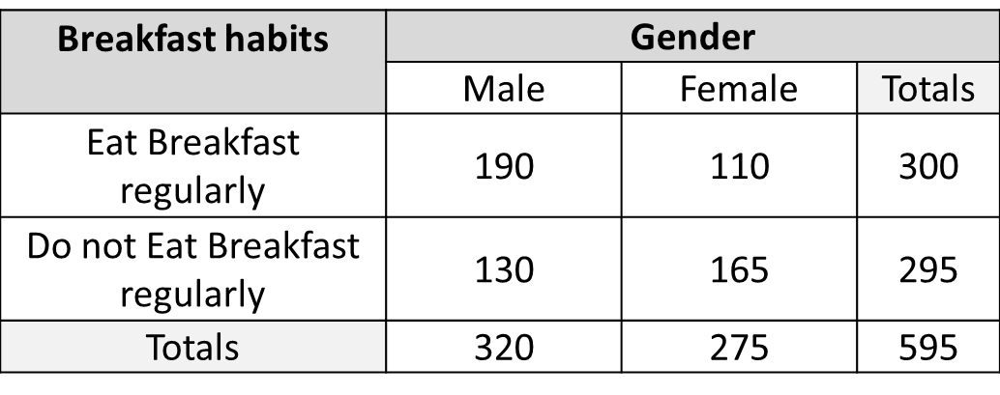 Breakfast habits
Gender
Male
Female
Totals
Eat Breakfast
regularly
190
110
300
Do not Eat Breakfast
regularly
130
165
295
Totals
320
275
595